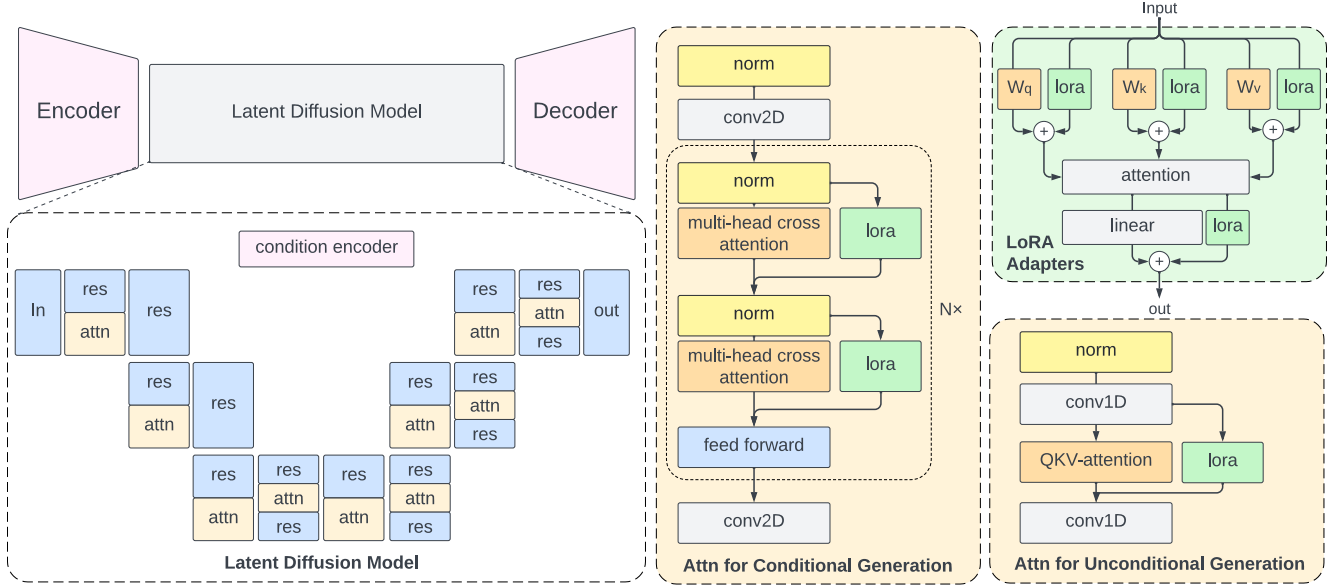 Encoder
Latent Diffusion Model
Decoder
condition encoder
In
res
attn
res
res
attn
res
attn
res
out
res
attn
res
res
attn
res
attn
res
res
attn
res
attn
res
res
attn
res
attn
res
Latent Diffusion Model
norm
conv2D
norm
multi-head cross
attention
lora
norm
multi-head cross
attention
lora
N×
feed forward
conv2D
Attn for Conditional Generation
Input
Wq
lora
Wk
lora
Wv
lora
+
+
+
attention
linear
lora
LoRA
Adapters
+
out
norm
conv1D
QKV-attention
lora
conv1D
Attn for Unconditional Generation